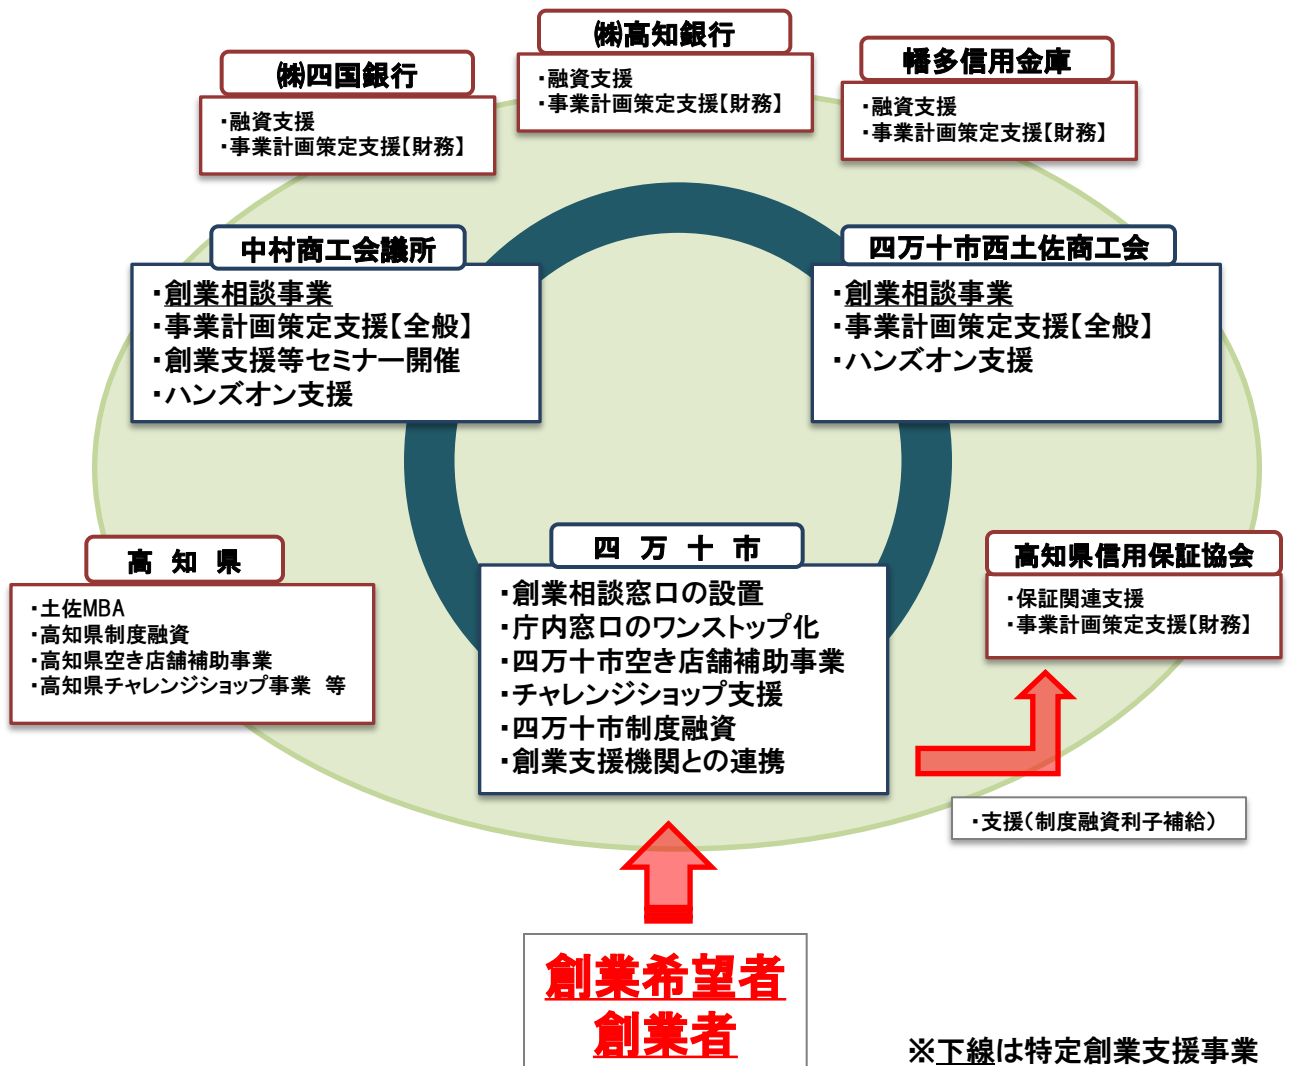 ㈱高知銀行
・融資支援
・事業計画策定支援【財務】
㈱四国銀行
・融資支援
・事業計画策定支援【財務】
幡多信用金庫
・融資支援
・事業計画策定支援【財務】
中村商工会議所
・創業相談事業
・事業計画策定支援【全般】
・創業支援等セミナー開催
・ハンズオン支援
四万十市西土佐商工会
・創業相談事業
・事業計画策定支援【全般】
・ハンズオン支援
高 知 県
・土佐MBA
・高知県制度融資
・高知県空き店舗補助事業
・高知県チャレンジショップ事業 等
四 万 十 市
・創業相談窓口の設置
・庁内窓口のワンストップ化
・四万十市空き店舗補助事業
・チャレンジショップ支援
・四万十市制度融資
・創業支援機関との連携
高知県信用保証協会
・保証関連支援
・事業計画策定支援【財務】
・支援（制度融資利子補給）
創業希望者
創業者
※下線は特定創業支援事業